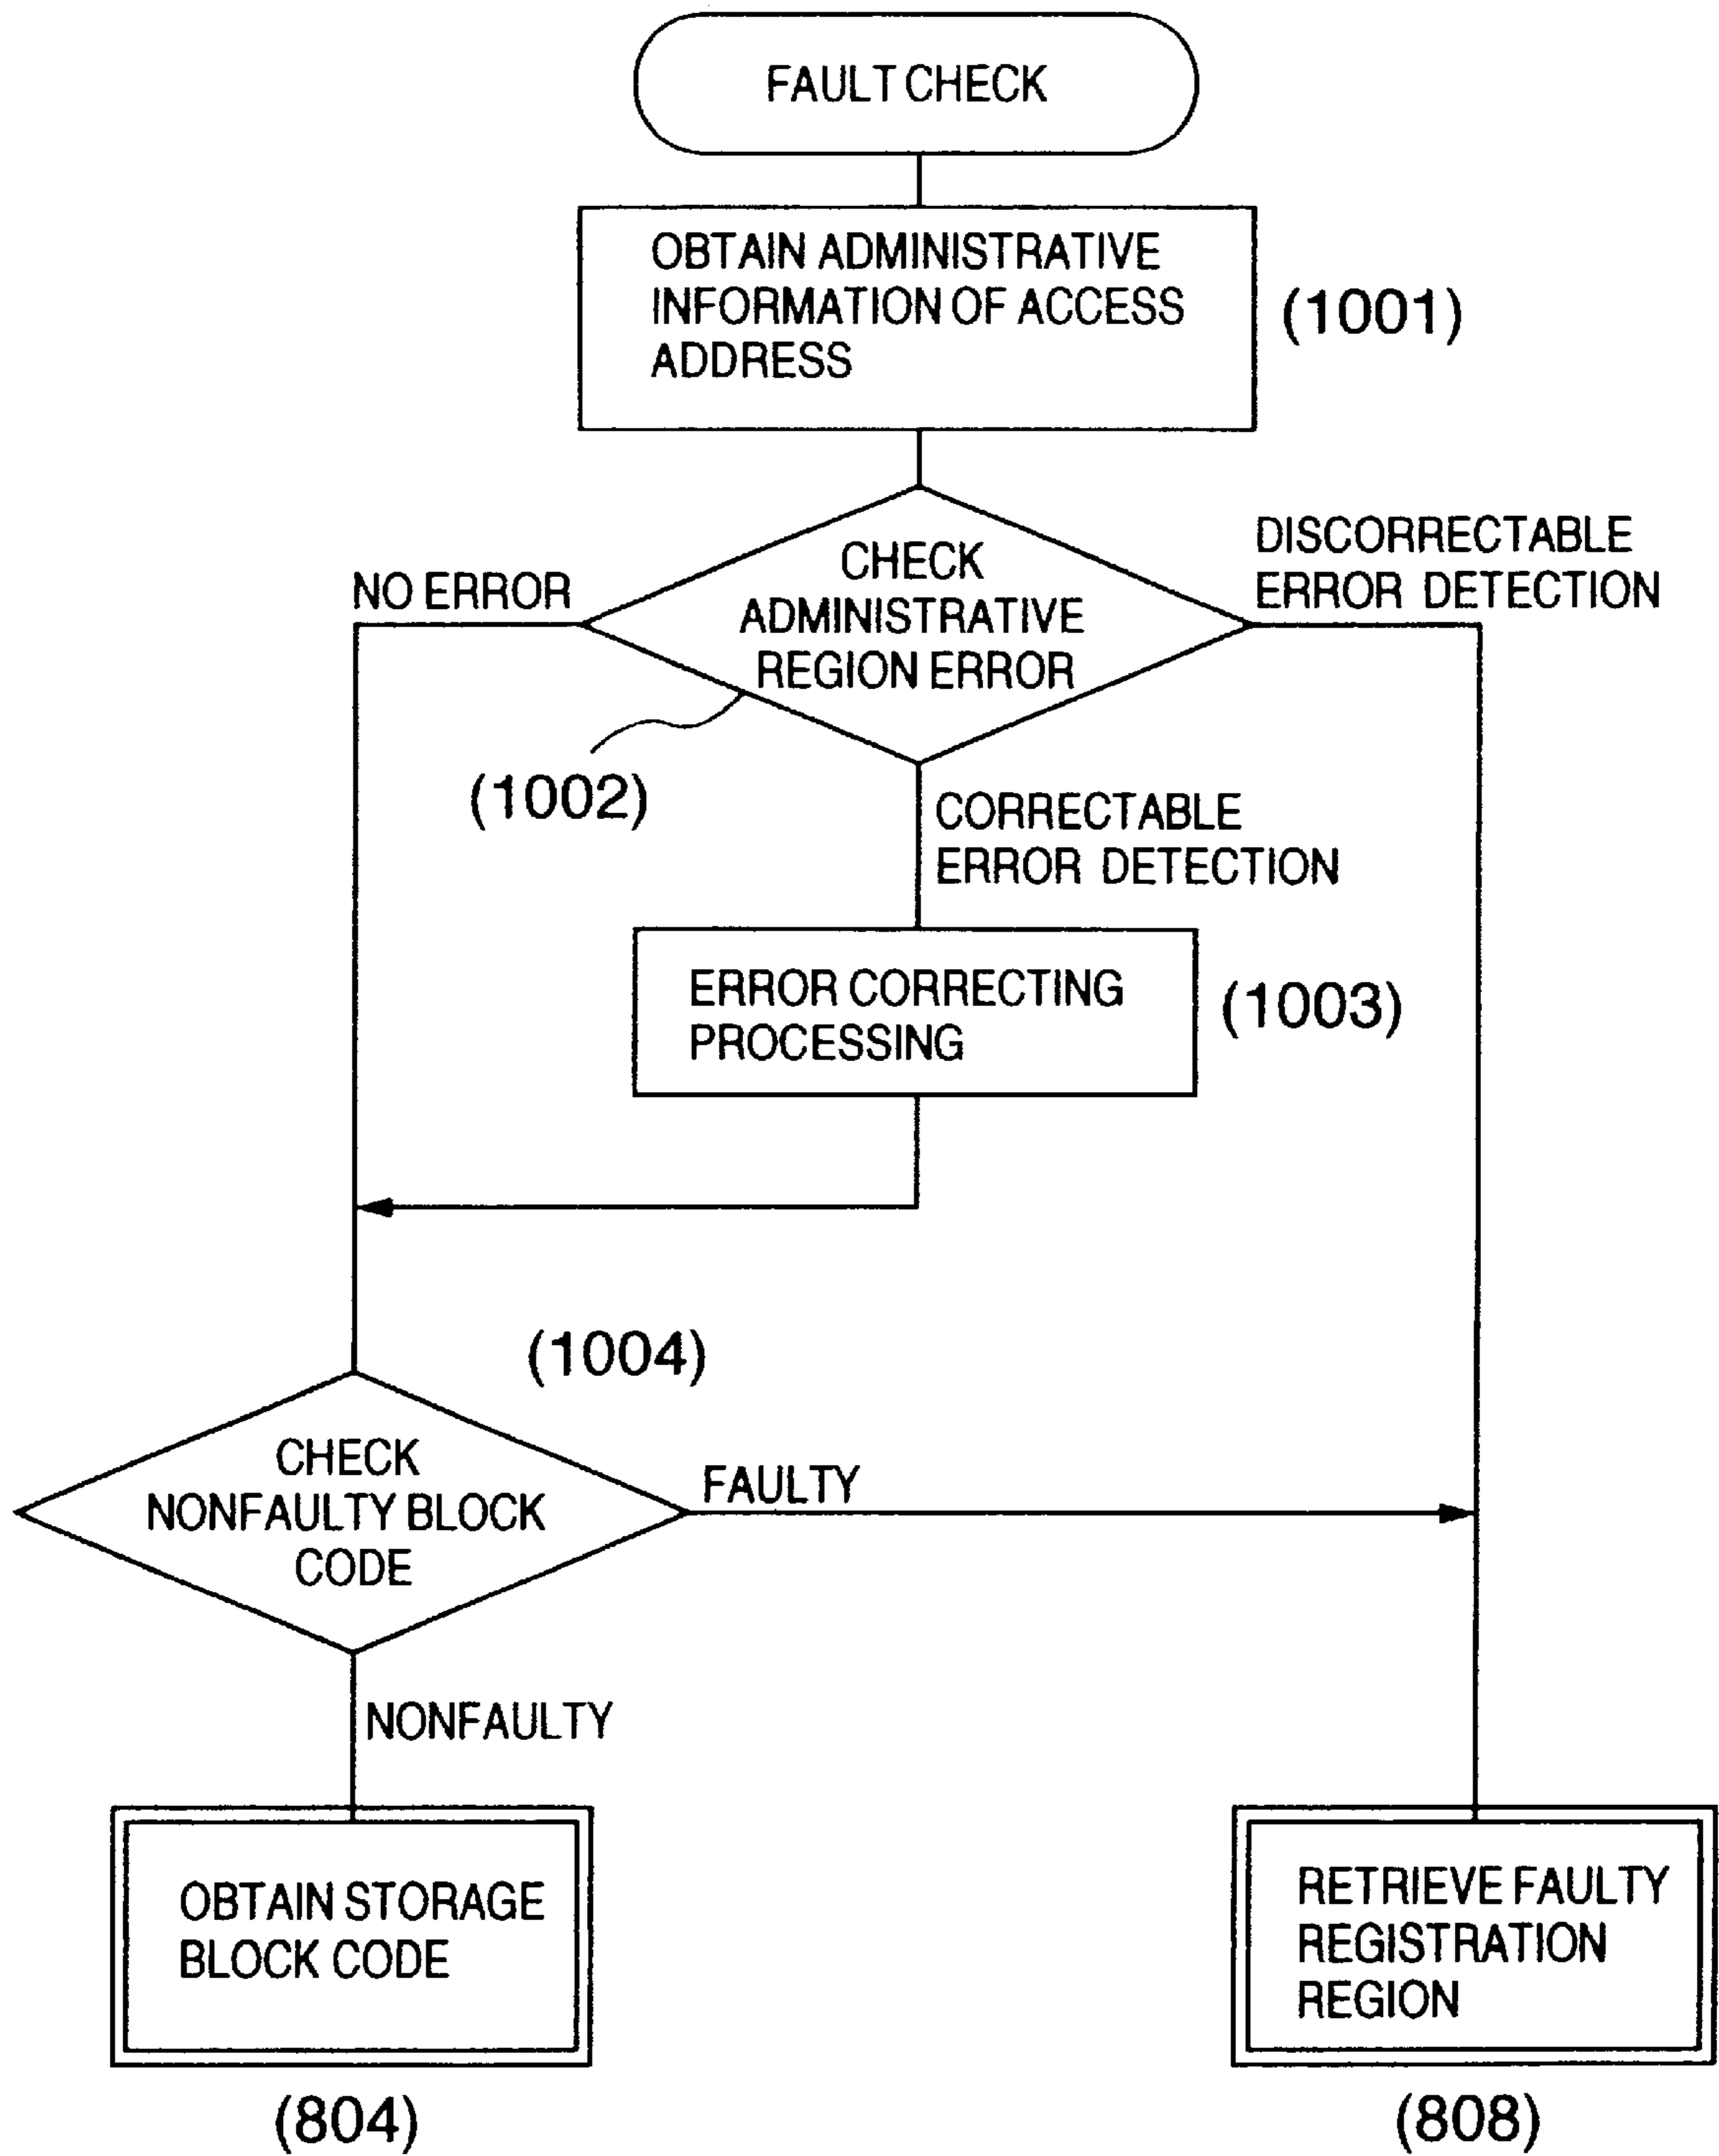 FAULT CHECK
OBTAIN ADMINISTRATIVE
INFORMATION OF ACCESS
ADDRESS
(1001)
CHECK
ADMINISTRATIVE
REGION ERROR
NO ERROR
DISCORRECTABLE
ERROR DETECTION
(1002)
CORRECTABLE
ERROR DETECTION
ERROR CORRECTING
PROCESSING
(1003)
(1004)
CHECK
NONFAULTY BLOCK
CODE
FAULTY
NONFAULTY
OBTAIN STORAGE
BLOCK CODE
(804)
RETRIEVE FAULTY
REGISTRATION
REGION
(808)